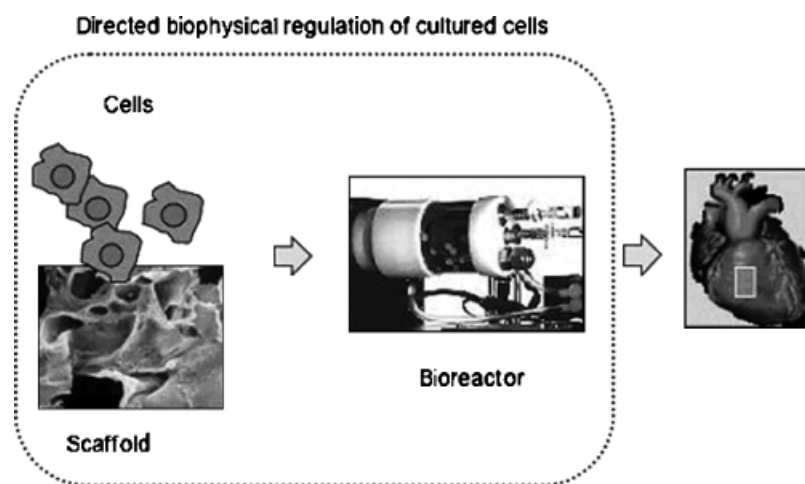 Directed biophysical regulation of cultured cells
Cells
Bioreactor
Scaffold